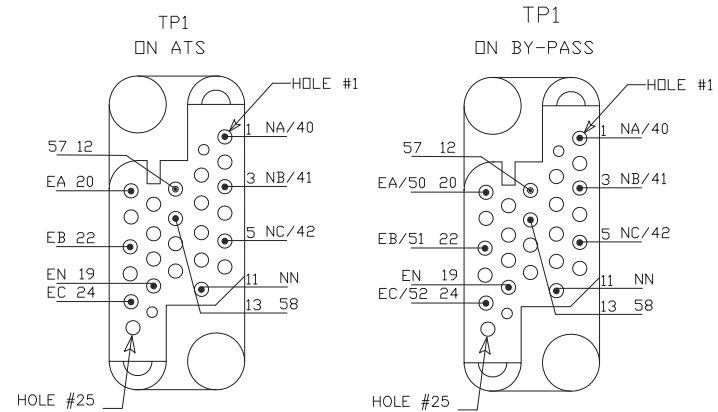 TP1
ON ATS
HOLE #1
1 NA/40
57 12
3 NB/41
EA 20
5 NC/42
EB 22
EN 19
11 NN
EC 24
13 58
HOLE #25
TP1
ON BY-PASS
HOLE #1
1 NA/40
57 12
3 NB/41
EA/50 20
5 NC/42
EB/51 22
EN 19
11 NN
EC/52 24
13 58
HOLE #25